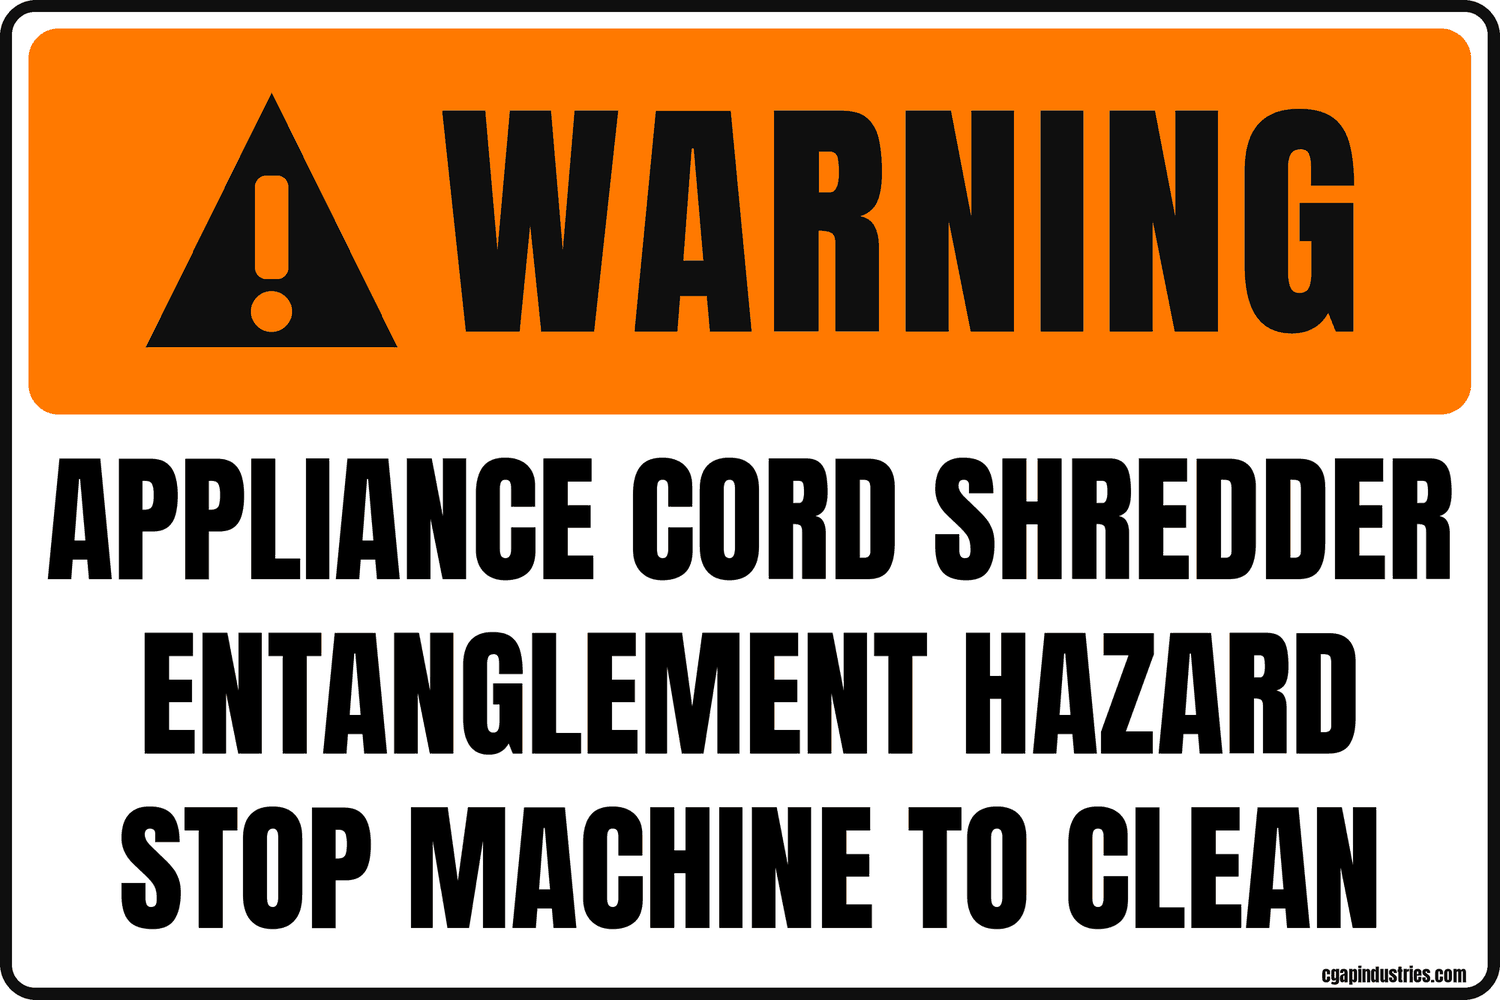 WARNING
APPLIANCE CORD SHREDDER
ENTANGLEMENT HAZARD
STOP MACHINE TO CLEAN
cgapindustries.com